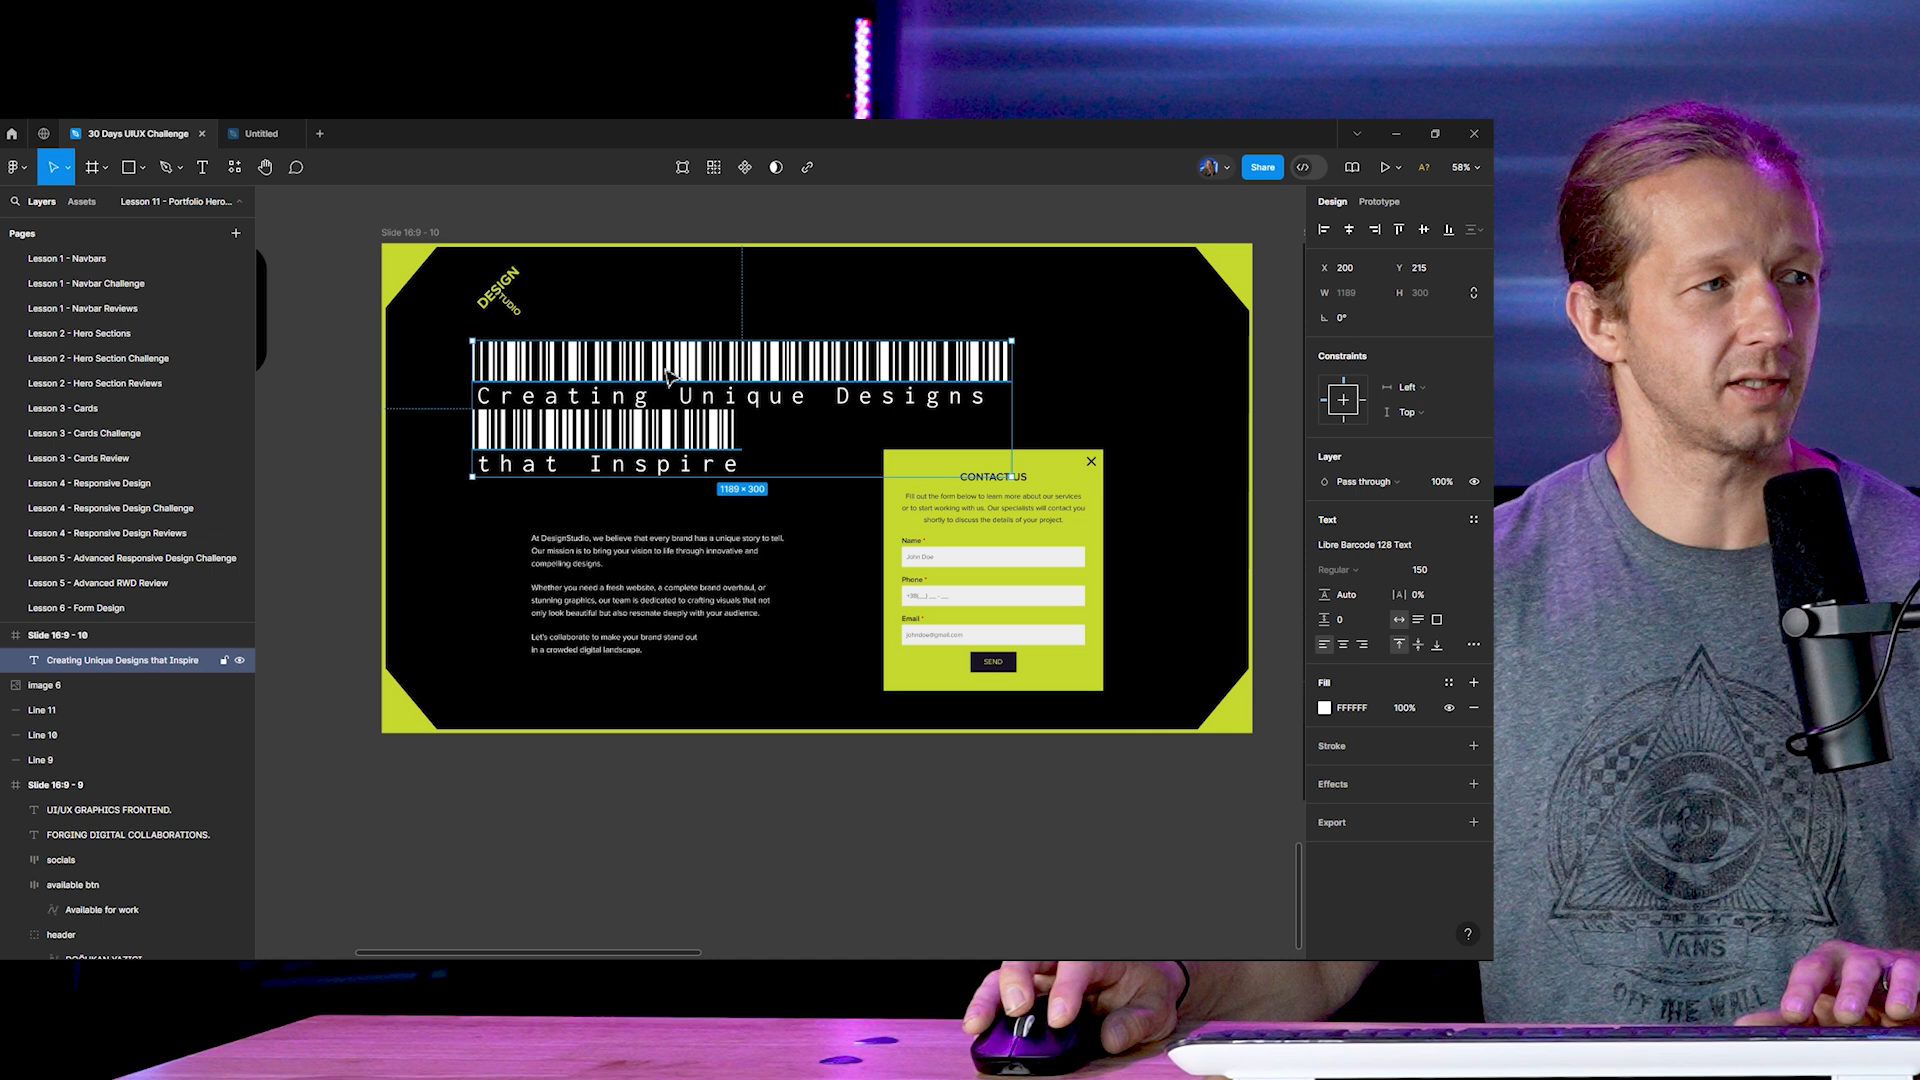 30 Days UIUX Challenge
Untitled
Share
A?
58%
Layers
Assets
Lesson 11 - Portfolio Hero...
Pages
Lesson 1 - Navbars
Lesson 1 - Navbar Challenge
Lesson 1 - Navbar Reviews
Lesson 2 - Hero Sections
Lesson 2 - Hero Section Challenge
Lesson 2 - Hero Section Reviews
Lesson 3 - Cards
Lesson 3 - Cards Challenge
Lesson 3 - Cards Review
Lesson 4 - Responsive Design
Lesson 4 - Responsive Design Challenge
Lesson 4 - Responsive Design Reviews
Lesson 5 - Advanced Responsive Design Challenge
Lesson 5 - Advanced RWD Review
Lesson 6 - Form Design
Slide 16:9 - 10
Creating Unique Designs that Inspire
image 6
Line 11
Line 10
Line 9
Slide 16:9 - 9
UI/UX GRAPHICS FRONTEND.
FORGING DIGITAL COLLABORATIONS.
socials
available btn
Available for work
header
DOĞUKAN YAZICI
Slide 16:9 - 10
DESIGN
STUDIO
Creating Unique Designs
that Inspire
1189 × 300
At DesignStudio, we believe that every brand has a unique story to tell.
Our mission is to bring your vision to life through innovative and
compelling designs.
Whether you need a fresh website, a complete brand overhaul, or
stunning graphics, our team is dedicated to crafting visuals that not
only look beautiful but also resonate deeply with your audience.
Let's collaborate to make your brand stand out
in a crowded digital landscape.
CONTACT US
Fill out the form below to learn more about our services
or to start working with us. Our specialists will contact you
shortly to discuss the details of your project.
Name *
John Doe
Phone *
+38(__) ___ - ___
Email *
johndoe@gmail.com
SEND
Design
Prototype
X 200
Y 215
W 1189
H 300
0°
Constraints
Left
Top
Layer
Pass through
100%
Text
Libre Barcode 128 Text
Regular
150
Auto
|A| 0%
0
Fill
FFFFFF
100%
Stroke
Effects
Export
?
VANS
"OFF THE WALL"